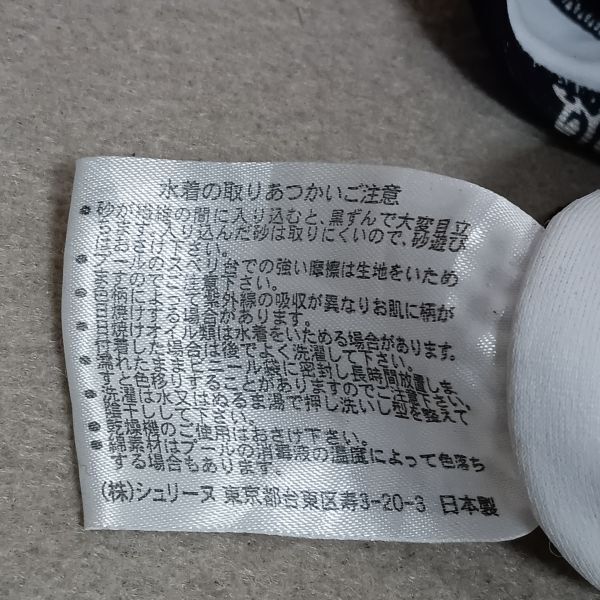 水着の取りあつかいご注意
● 砂が繊維の間に入り込むと、黒ずんで大変目立
ちます。入り込んだ砂は取りにくいので、砂遊び
はおさけ下さい。
● プールのスベリ台での強い摩擦は生地をいため
ますのでご注意下さい。
● 色柄によって紫外線の吸収が異なりお肌に柄が
日焼けする場合があります。
● 日焼けオイル類は水着をいためる場合があります。
付着した場合は後でよく洗濯して下さい。
● 濡れたままビニール袋に密封し長時間放置しま
すと色移りすることがありますのでご注意下さい。
● 洗濯は水又はぬるま湯で押し洗いし型を整えて
陰干して下さい。
● 乾燥機のご使用はおさけ下さい。
● 綿素材はプールの消毒液の温度によって色落ち
する場合もあります。
(株)シュリーヌ 東京都台東区寿3-20-3 日本製